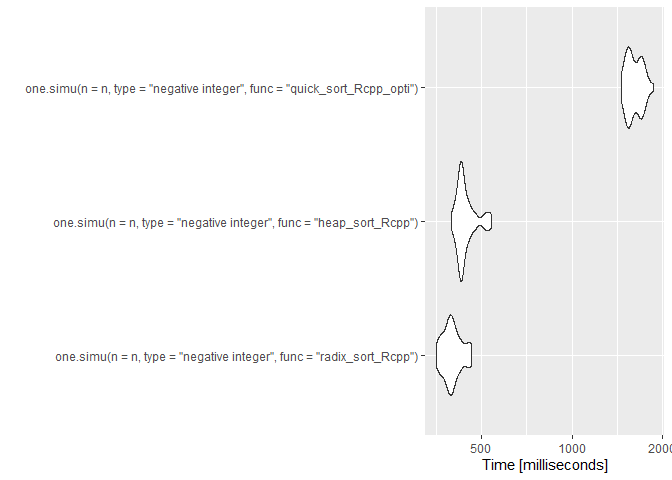 one.simu(n = n, type = "negative integer", func = "quick_sort_Rcpp_opti")
one.simu(n = n, type = "negative integer", func = "heap_sort_Rcpp")
one.simu(n = n, type = "negative integer", func = "radix_sort_Rcpp")
500 1000 2000
Time [milliseconds]